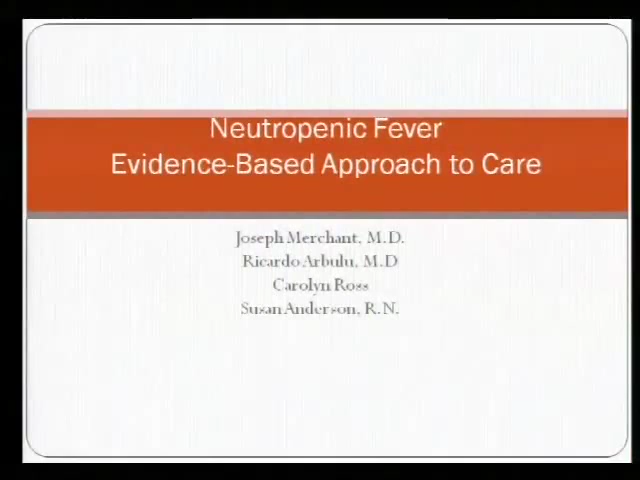 Neutropenic Fever
Evidence-Based Approach to Care
Joseph Merchant, M.D.
Ricardo Arbulu, M.D
Carolyn Ross
Susan Anderson, R.N.